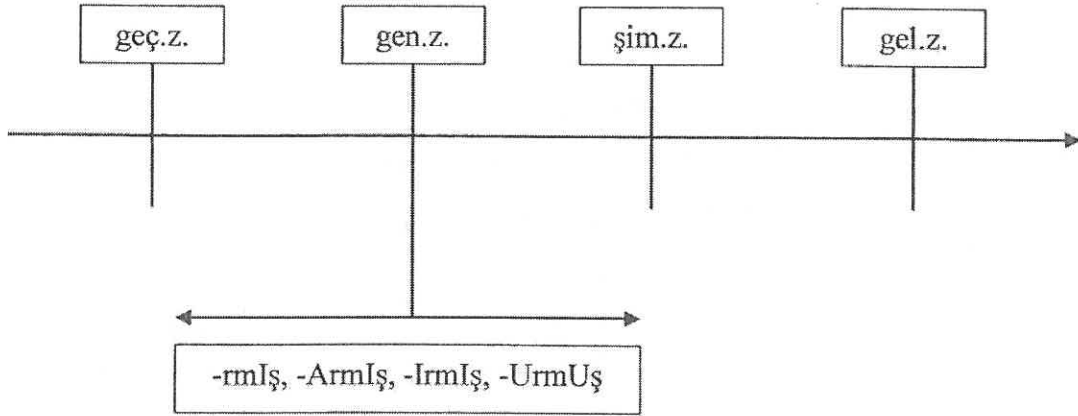 geç.z. gen.z. şim.z. gel.z.
-rmIş, -ArmIş, -IrmIş, -UrmUş